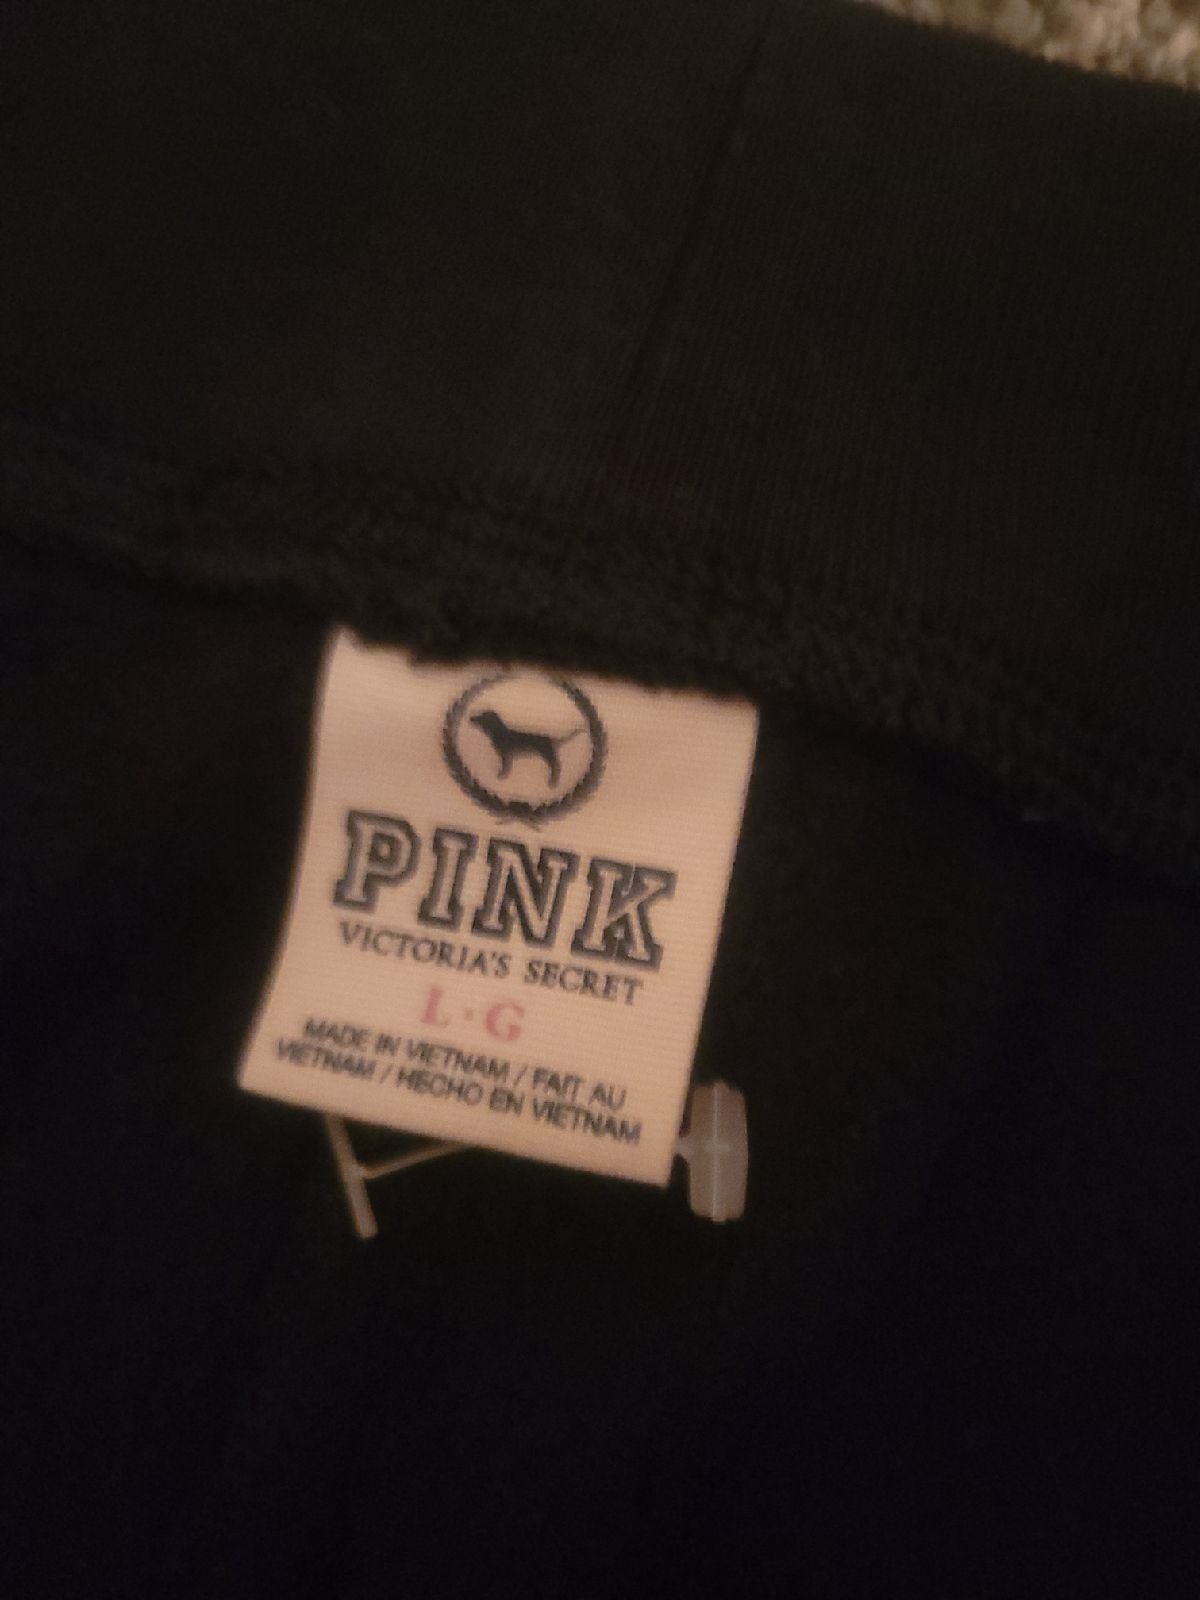 PINK
VICTORIA'S SECRET
L·G
MADE IN VIETNAM / FAIT AU
VIETNAM / HECHO EN VIETNAM